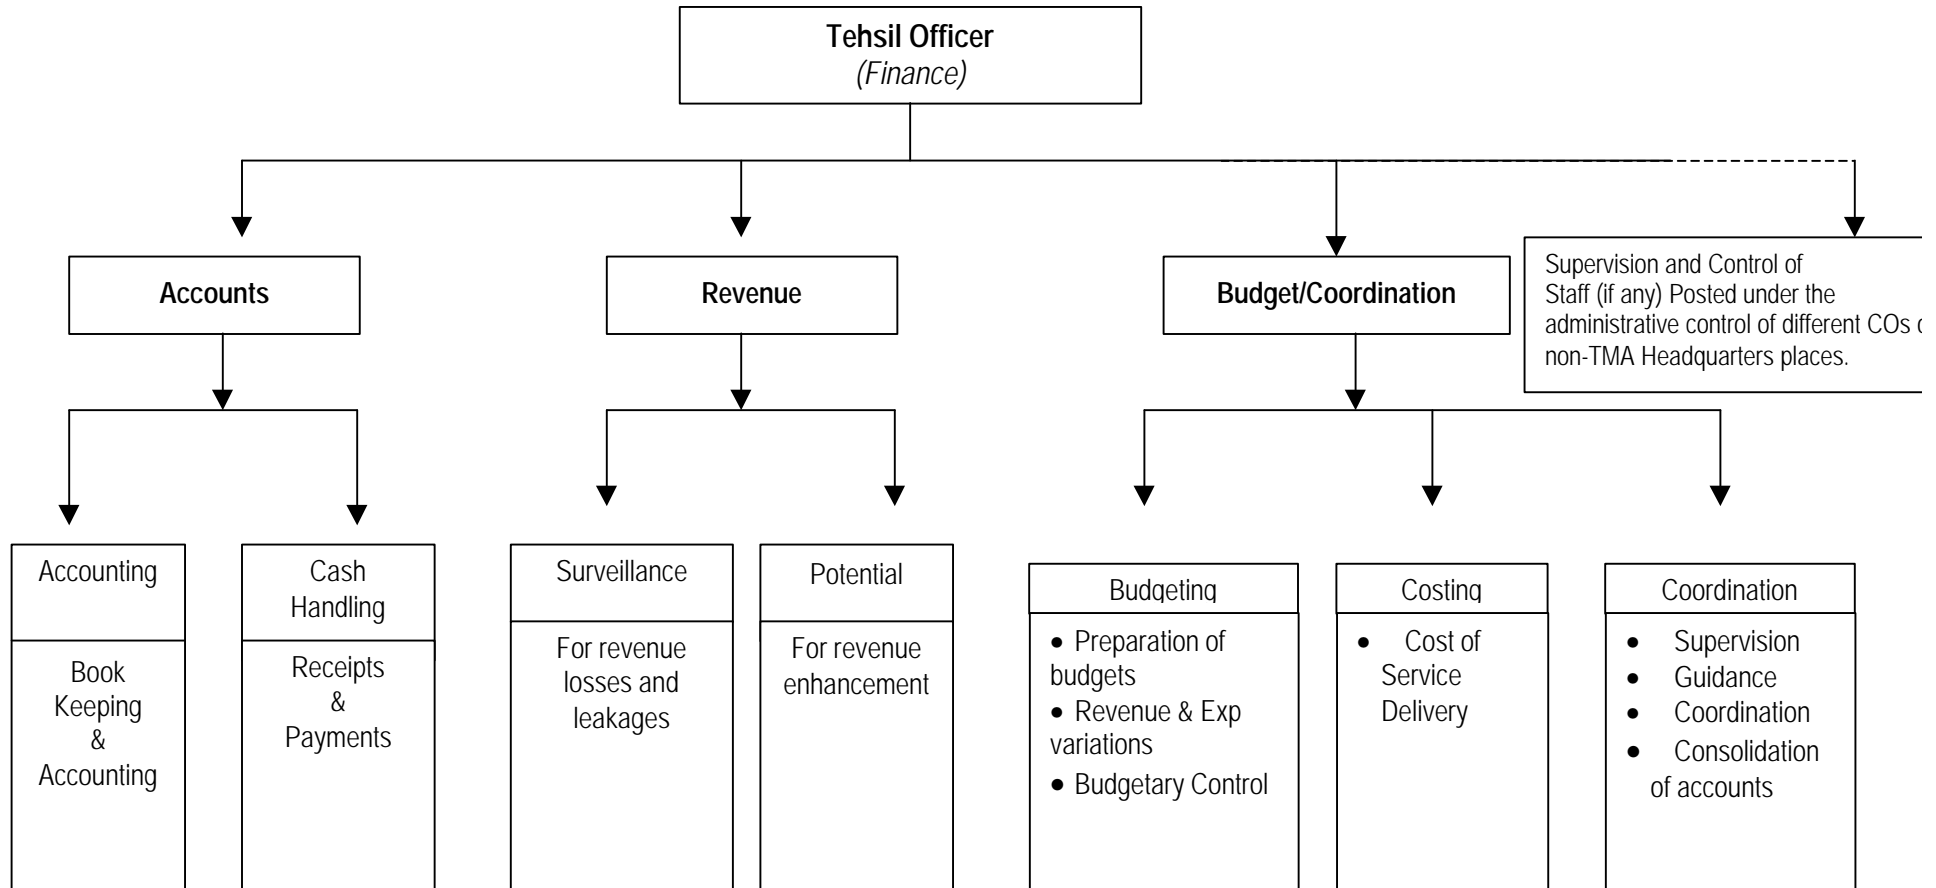 Tehsil Officer
(Finance)
Accounts
Revenue
Budget/Coordination
Supervision and Control of
Staff (if any) Posted under the
administrative control of different COs
non-TMA Headquarters places.
Accounting
Book
Keeping
&
Accounting
Cash
Handling
Receipts
&
Payments
Surveillance
For revenue
losses and
leakages
Potential
For revenue
enhancement
Budgeting
● Preparation of
budgets
● Revenue & Exp
variations
● Budgetary Control
Costing
● Cost of
Service
Delivery
Coordination
● Supervision
● Guidance
● Coordination
● Consolidation
of accounts